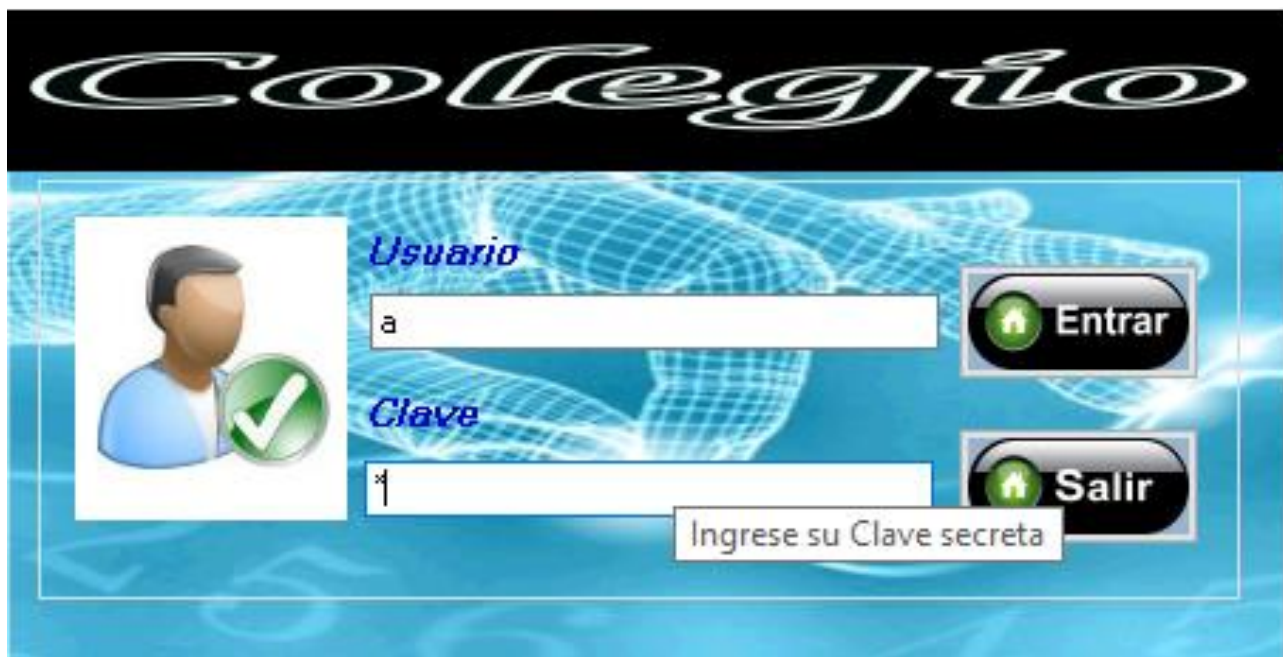 Colegio
Usuario
a
Entrar
Clave
*
Salir
Ingrese su Clave secreta